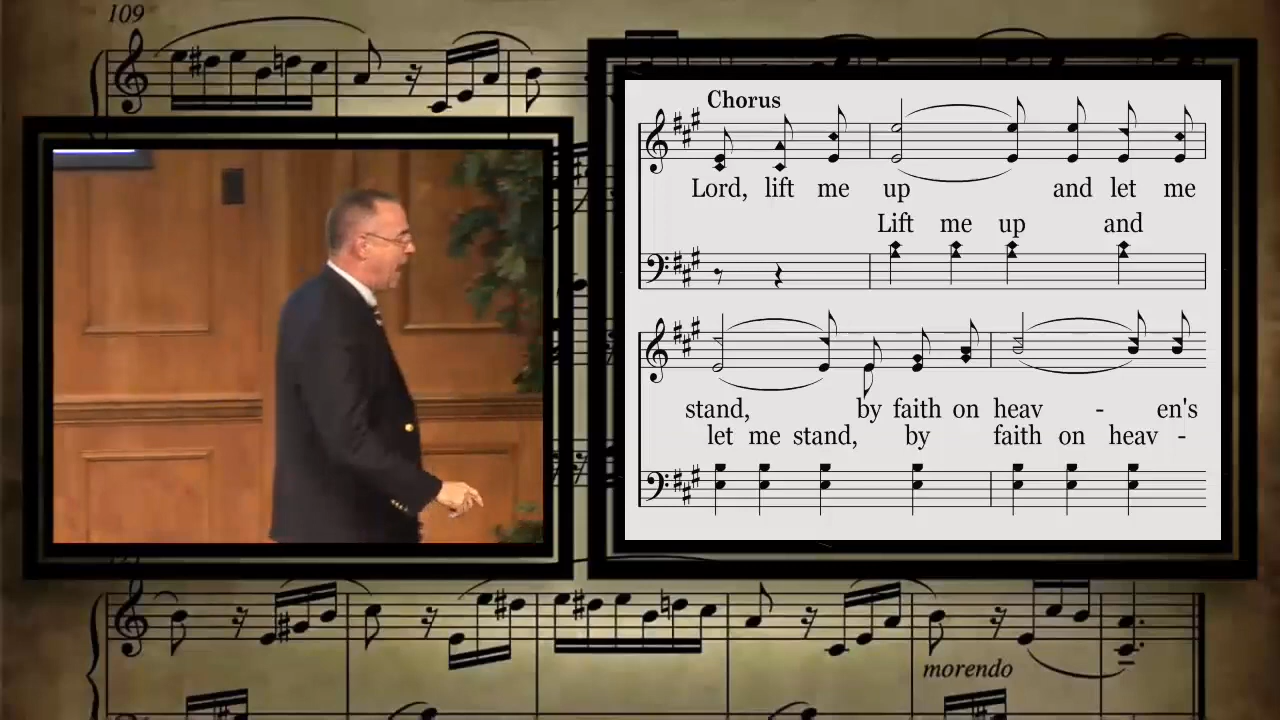 109
Chorus
Lord, lift me up and let me
Lift me up and
stand, by faith on heav - en's
let me stand, by faith on heav -
morendo